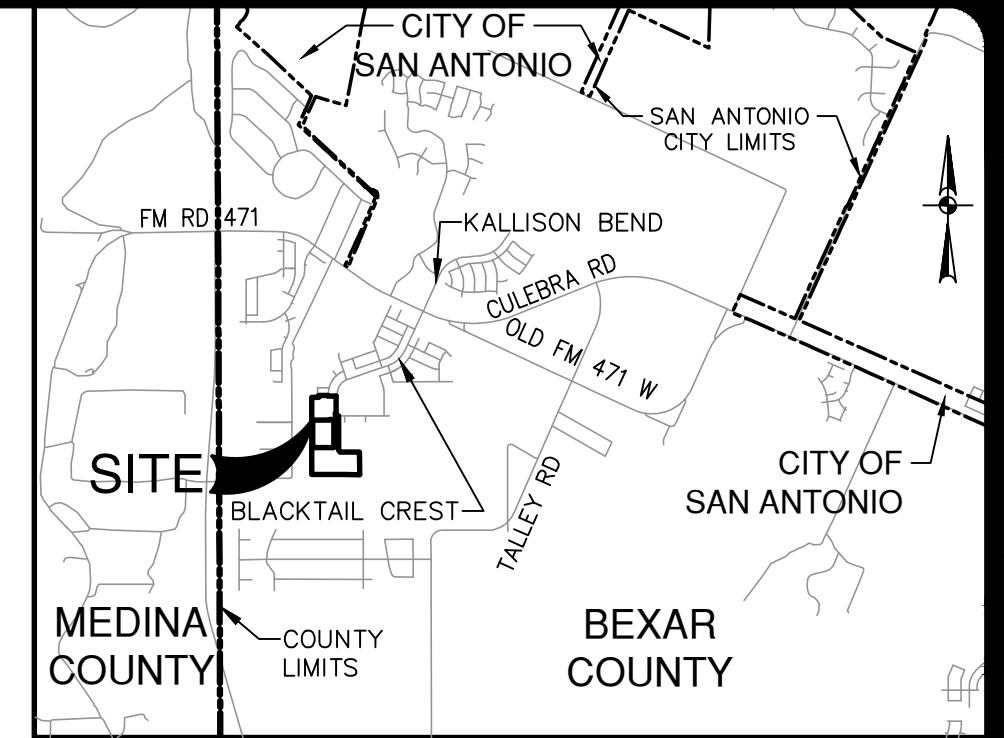 CITY OF
SAN ANTONIO
SAN ANTONIO
CITY LIMITS
FM RD 471
KALLISON BEND
CULEBRA RD
OLD FM 471 W
SITE
BLACKTAIL CREST
TALLEY RD
CITY OF
SAN ANTONIO
MEDINA
COUNTY
COUNTY
LIMITS
BEXAR
COUNTY